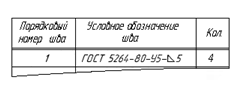 Порядковый номер шва
Условное обозначение шва
Кол.
1
ГОСТ 5264-80-У5-⊿5
4